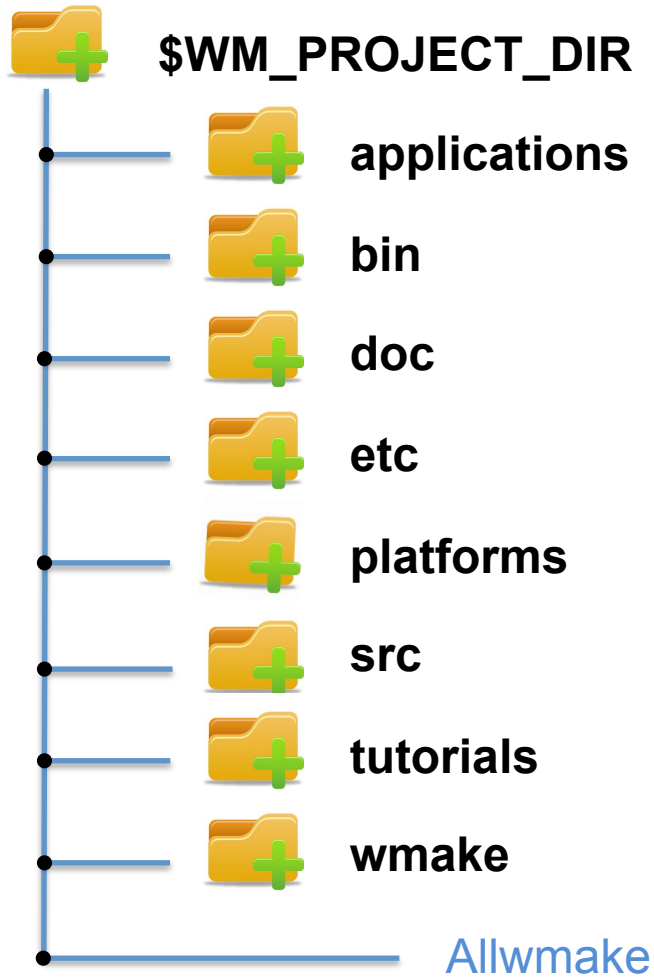 $WM_PROJECT_DIR
applications
bin
doc
etc
platforms
src
tutorials
wmake
Allwmake